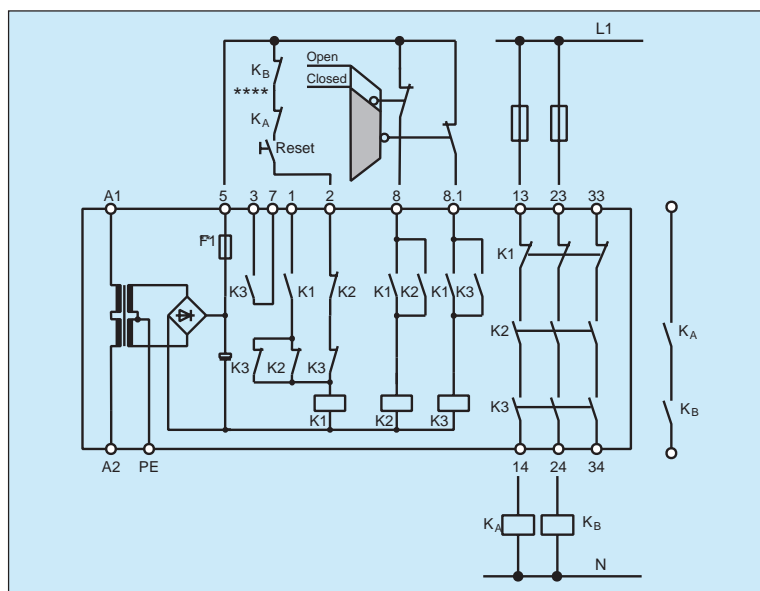 L1
Open
Closed
KB
****
KA
Reset
A1 5 3 7 1 2 8 8.1 13 23 33
F1
K1
K3 K1 K2 K1 K2 K1 K3
K2 KA
K3 K2 K3
K3 KB
K1 K2 K3
A2 PE 14 24 34
KA KB
N